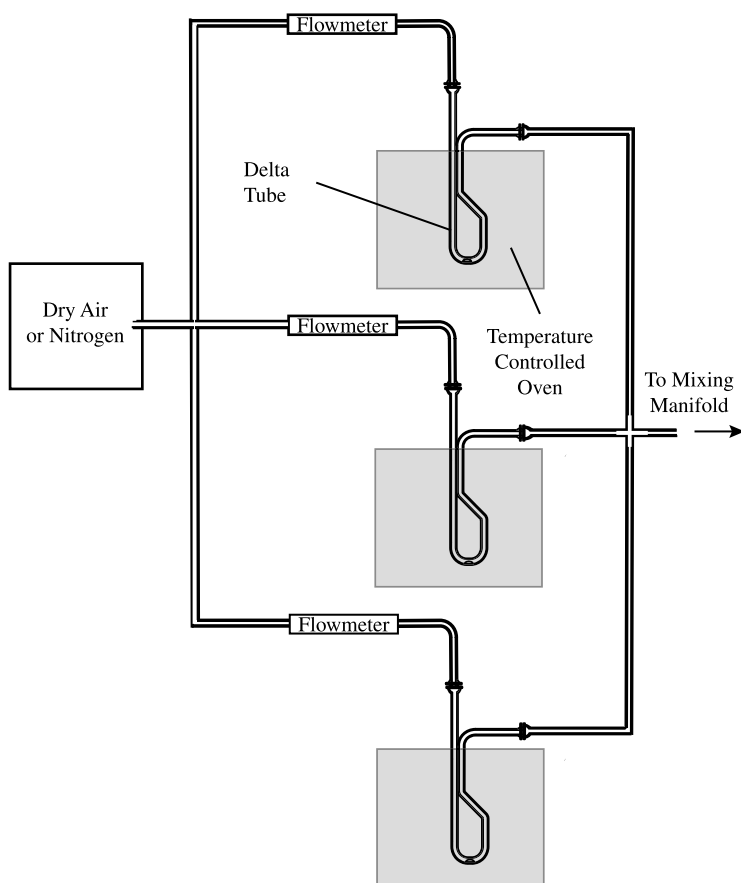 Flowmeter
Delta
Tube
Dry Air
or Nitrogen
Flowmeter
Temperature
Controlled
Oven
To Mixing
Manifold
Flowmeter